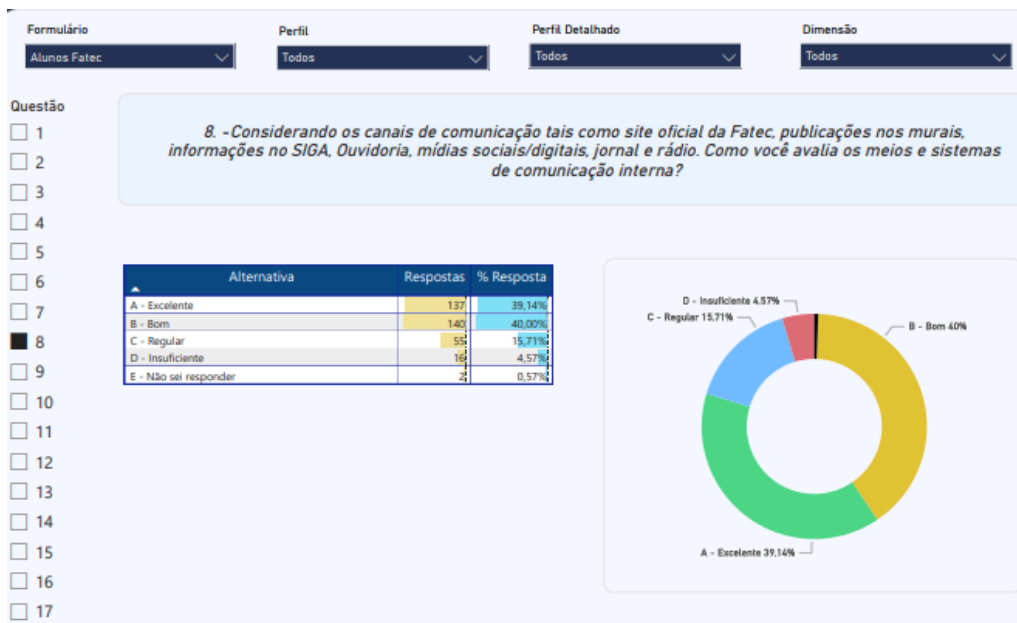 Formulário
Perfil
Perfil Detalhado
Dimensão
Alunos Fatec
Todos
Todos
Todos
Questão
1
2
3
4
5
6
7
8
9
10
11
12
13
14
15
16
17
8. -Considerando os canais de comunicação tais como site oficial da Fatec, publicações nos murais,
informações no SIGA, Ouvidoria, mídias sociais/digitais, jornal e rádio. Como você avalia os meios e sistemas
de comunicação interna?
Alternativa Respostas % Resposta
A - Excelente 137 39,14%
B - Bom 140 40,00%
C - Regular 55 15,71%
D - Insuficiente 16 4,57%
E - Não sei responder 2 0,57%
D - Insuficiente 4,57%
C - Regular 15,71%
B - Bom 40%
A - Excelente 39,14%